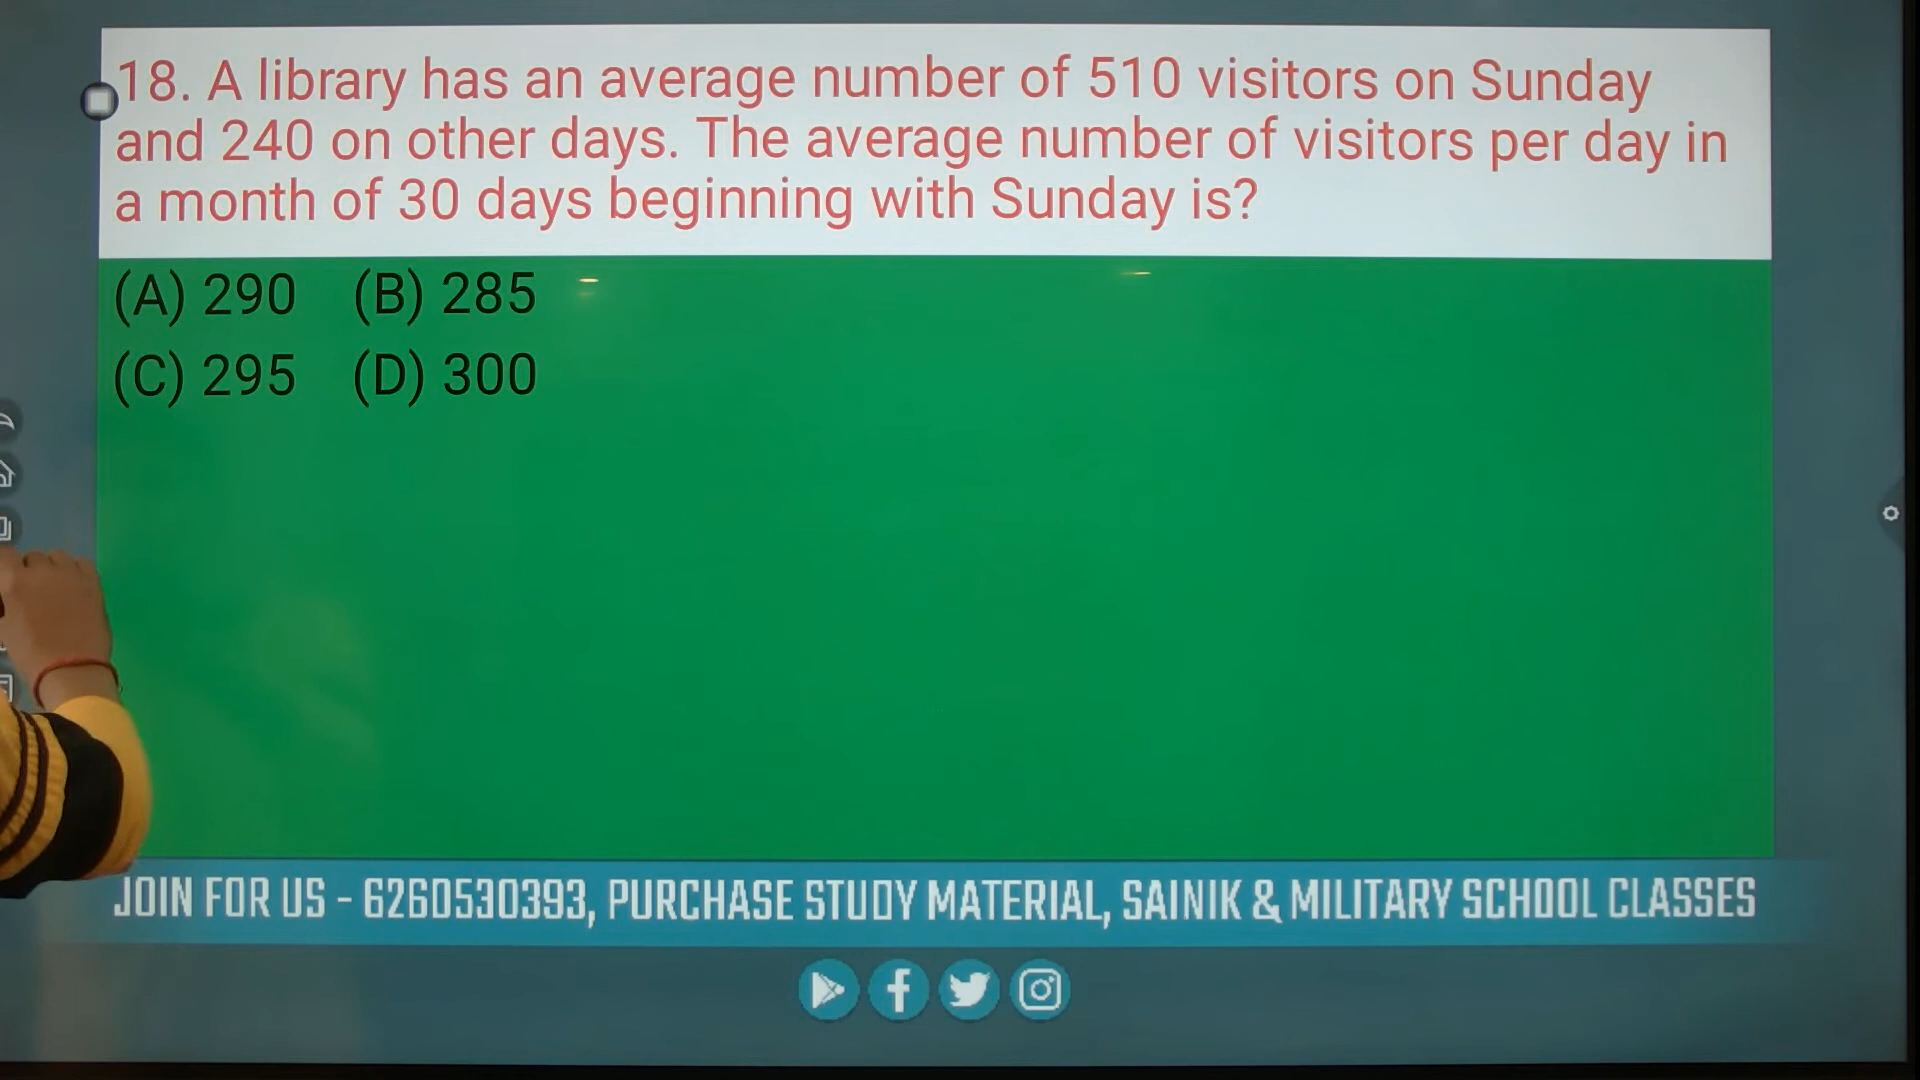 18. A library has an average number of 510 visitors on Sunday
and 240 on other days. The average number of visitors per day in
a month of 30 days beginning with Sunday is?
(A) 290 (B) 285
(C) 295 (D) 300
JOIN FOR US - 6260530393, PURCHASE STUDY MATERIAL, SAINIK & MILITARY SCHOOL CLASSES